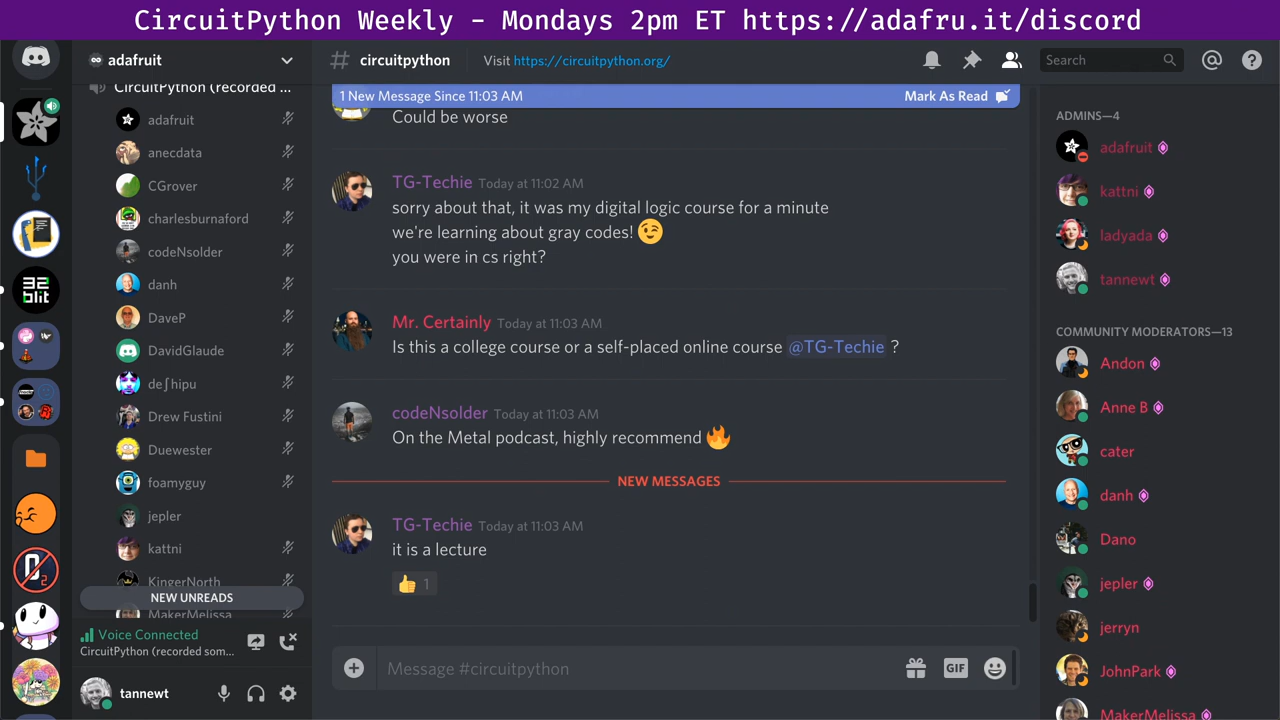 CircuitPython Weekly - Mondays 2pm ET https://adafru.it/discord
adafruit
CircuitPython (recorded ...
adafruit
anecdata
CGrover
charlesburnaford
codeNsolder
danh
DaveP
DavidGlaude
de∫hipu
Drew Fustini
Duewester
foamyguy
jepler
kattni
KingerNorth
NEW UNREADS
MakerMelissa
Voice Connected
CircuitPython (recorded som...
tannewt
# circuitpython
Visit https://circuitpython.org/
Search
1 New Message Since 11:03 AM
Mark As Read
Could be worse
TG-Techie Today at 11:02 AM
sorry about that, it was my digital logic course for a minute
we're learning about gray codes! 😉
you were in cs right?
Mr. Certainly Today at 11:03 AM
Is this a college course or a self-placed online course @TG-Techie ?
codeNsolder Today at 11:03 AM
On the Metal podcast, highly recommend 🔥
NEW MESSAGES
TG-Techie Today at 11:03 AM
it is a lecture
👍 1
Message #circuitpython
GIF
ADMINS—4
adafruit
kattni
ladyada
tannewt
COMMUNITY MODERATORS—13
Andon
Anne B
cater
danh
Dano
jepler
jerryn
JohnPark
MakerMelissa
32
blit